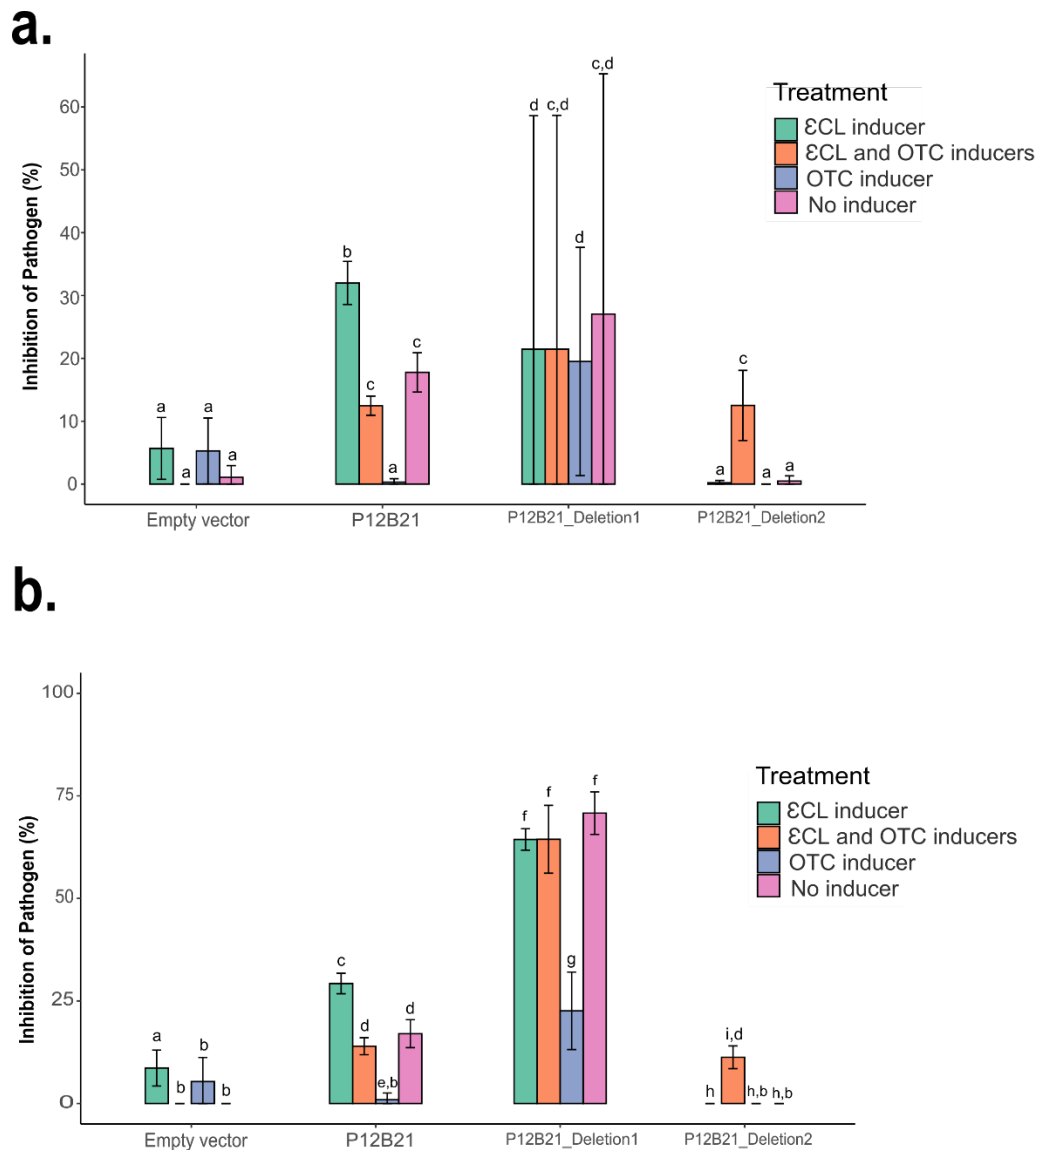 a.
Inhibition of Pathogen (%)
60
50
40
30
20
10
0
a
a
a
a
b
c
a
c
d
c,d
d
c,d
a
c
a
a
Empty vector
P12B21
P12B21_Deletion1
P12B21_Deletion2
Treatment
ƐCL inducer
ƐCL and OTC inducers
OTC inducer
No inducer
b.
Inhibition of Pathogen (%)
100
75
50
25
0
a
b
b
b
c
d
e,b
d
f
f
g
f
h
i,d
h,b
h,b
Empty vector
P12B21
P12B21_Deletion1
P12B21_Deletion2
Treatment
ƐCL inducer
ƐCL and OTC inducers
OTC inducer
No inducer